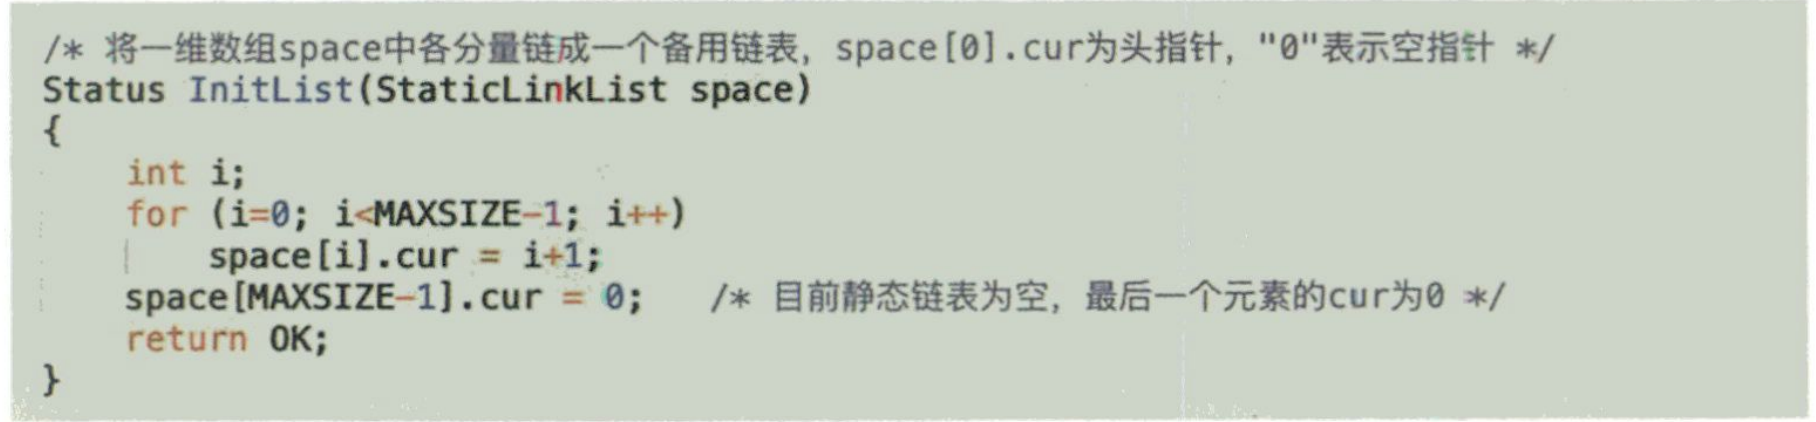 /* 将一维数组space中各分量链成一个备用链表, space[0].cur为头指针, "0"表示空指针 */
Status InitList(StaticLinkList space)
{
    int i;
    for (i=0; i<MAXSIZE-1; i++)
        space[i].cur = i+1;
    space[MAXSIZE-1].cur = 0;   /* 目前静态链表为空, 最后一个元素的cur为0 */
    return OK;
}